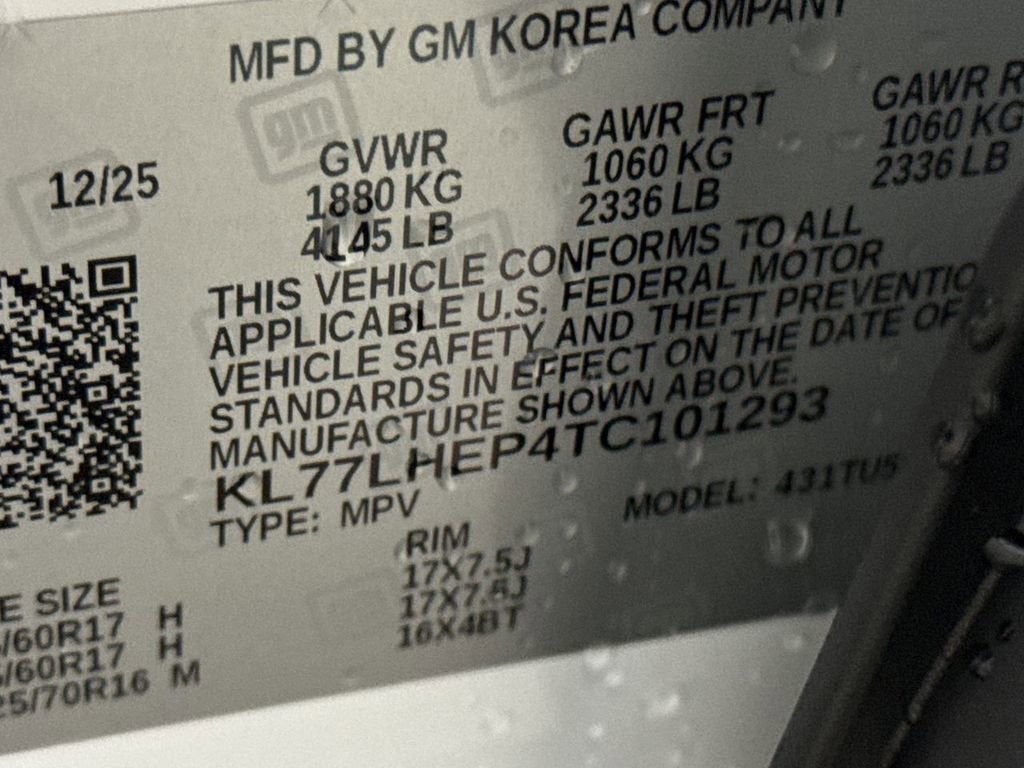 MFD BY GM KOREA COMPANY
12/25
gm
GVWR
1880 KG
4145 LB
GAWR FRT
1060 KG
2336 LB
GAWR R
1060 KG
2336 LB
THIS VEHICLE CONFORMS TO ALL
APPLICABLE U.S. FEDERAL MOTOR
VEHICLE SAFETY AND THEFT PREVENTIO
STANDARDS IN EFFECT ON THE DATE OF
MANUFACTURE SHOWN ABOVE.
KL77LHEP4TC101293
TYPE: MPV
MODEL: 431TU5
E SIZE
/60R17 H
/60R17 H
25/70R16 M
RIM
17X7.5J
17X7.5J
16X4BT